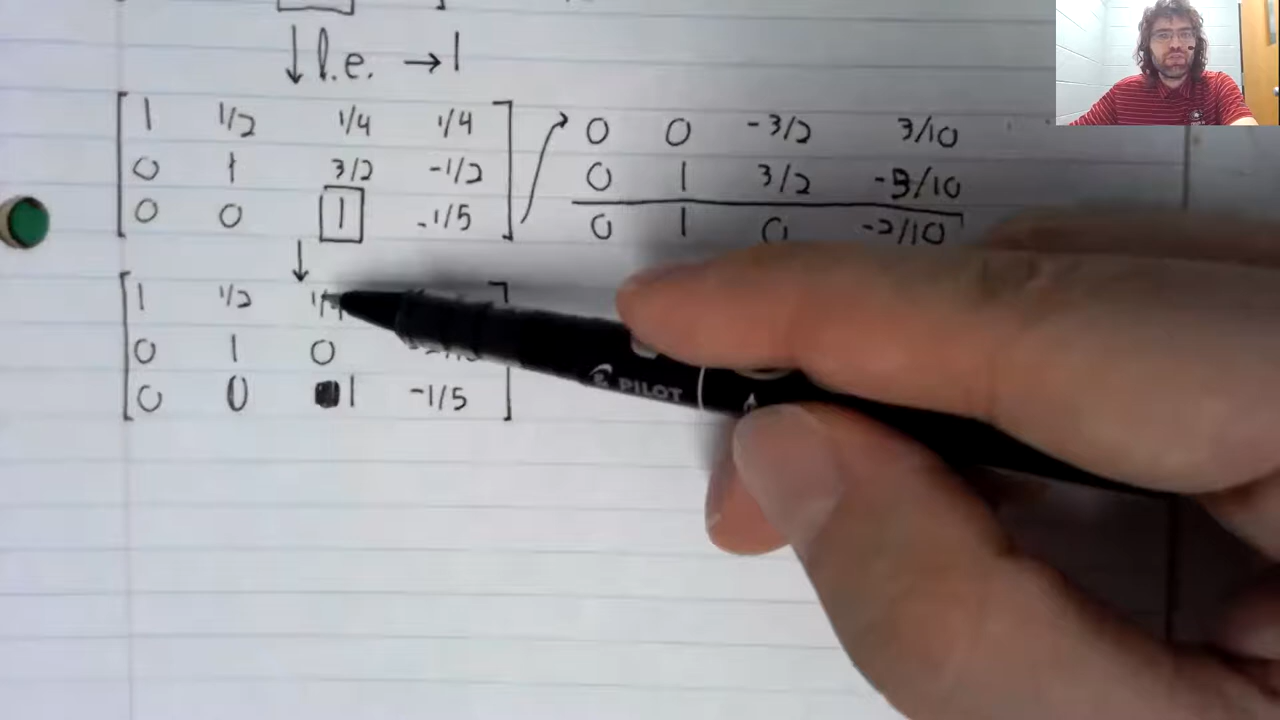 ↓ l.e. → 1
1 1/2 1/4 1/4
0 1 3/2 -1/2
0 0 1 -1/5
0 0 -3/2 3/10
0 1 3/2 -5/10
0 1 0 -2/10
↓
1 1/2
0 1 0
0 0 1 -1/5
PILOT